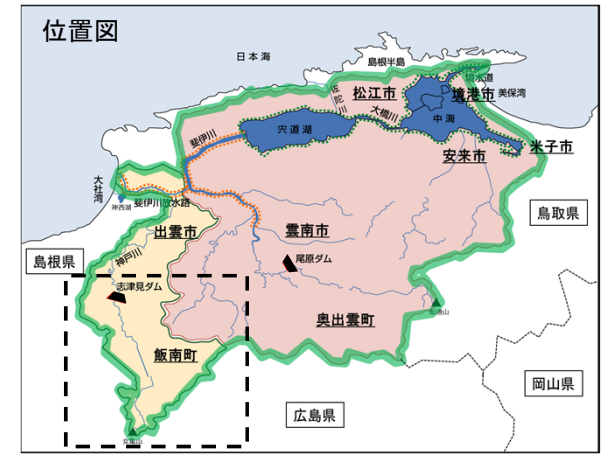 位置図
日本海
島根半島
境水道
松江市
佐陀川
境港市
美保湾
大橋川
中海
宍道湖
斐伊川
米子市
安来市
大社湾
斐伊川放水路
神西湖
鳥取県
出雲市
雲南市
神戸川
尾原ダム
島根県
志津見ダム
奥出雲町
飯南町
岡山県
広島県
女亀山